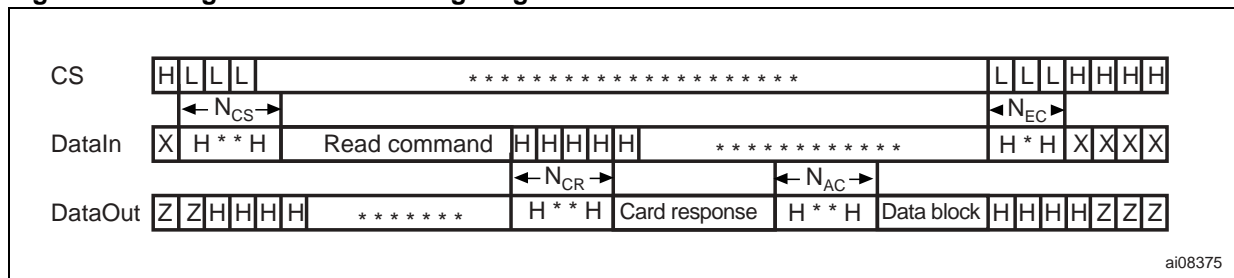 CS H L L L * * * * * * * * * * * * * * * * * * * * * L L L H H H H
N_CS N_EC
DataIn X H * * H Read command H H H H H * * * * * * * * * * * * H * H X X X X
N_CR N_AC
DataOut Z Z H H H H * * * * * * * H * * H Card response H * * H Data block H H H H Z Z Z
ai08375